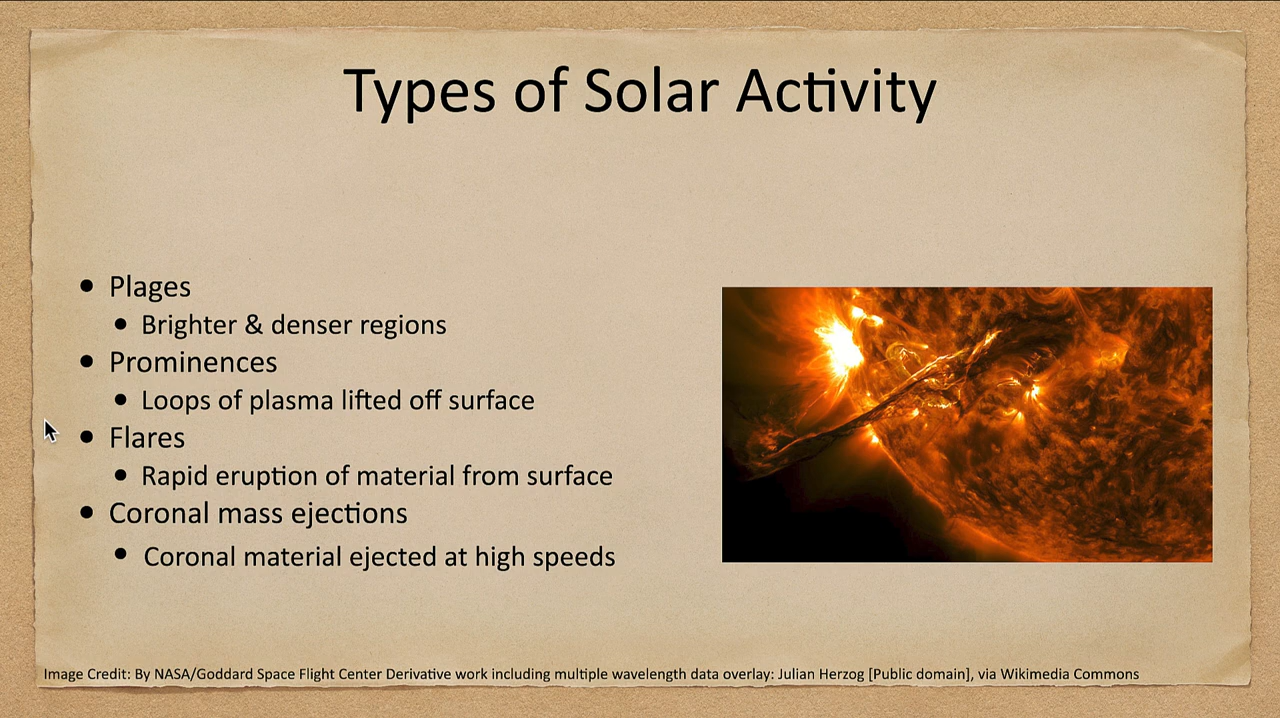 Types of Solar Activity
• Plages
• Brighter & denser regions
• Prominences
• Loops of plasma lifted off surface
• Flares
• Rapid eruption of material from surface
• Coronal mass ejections
• Coronal material ejected at high speeds
Image Credit: By NASA/Goddard Space Flight Center Derivative work including multiple wavelength data overlay: Julian Herzog [Public domain], via Wikimedia Commons